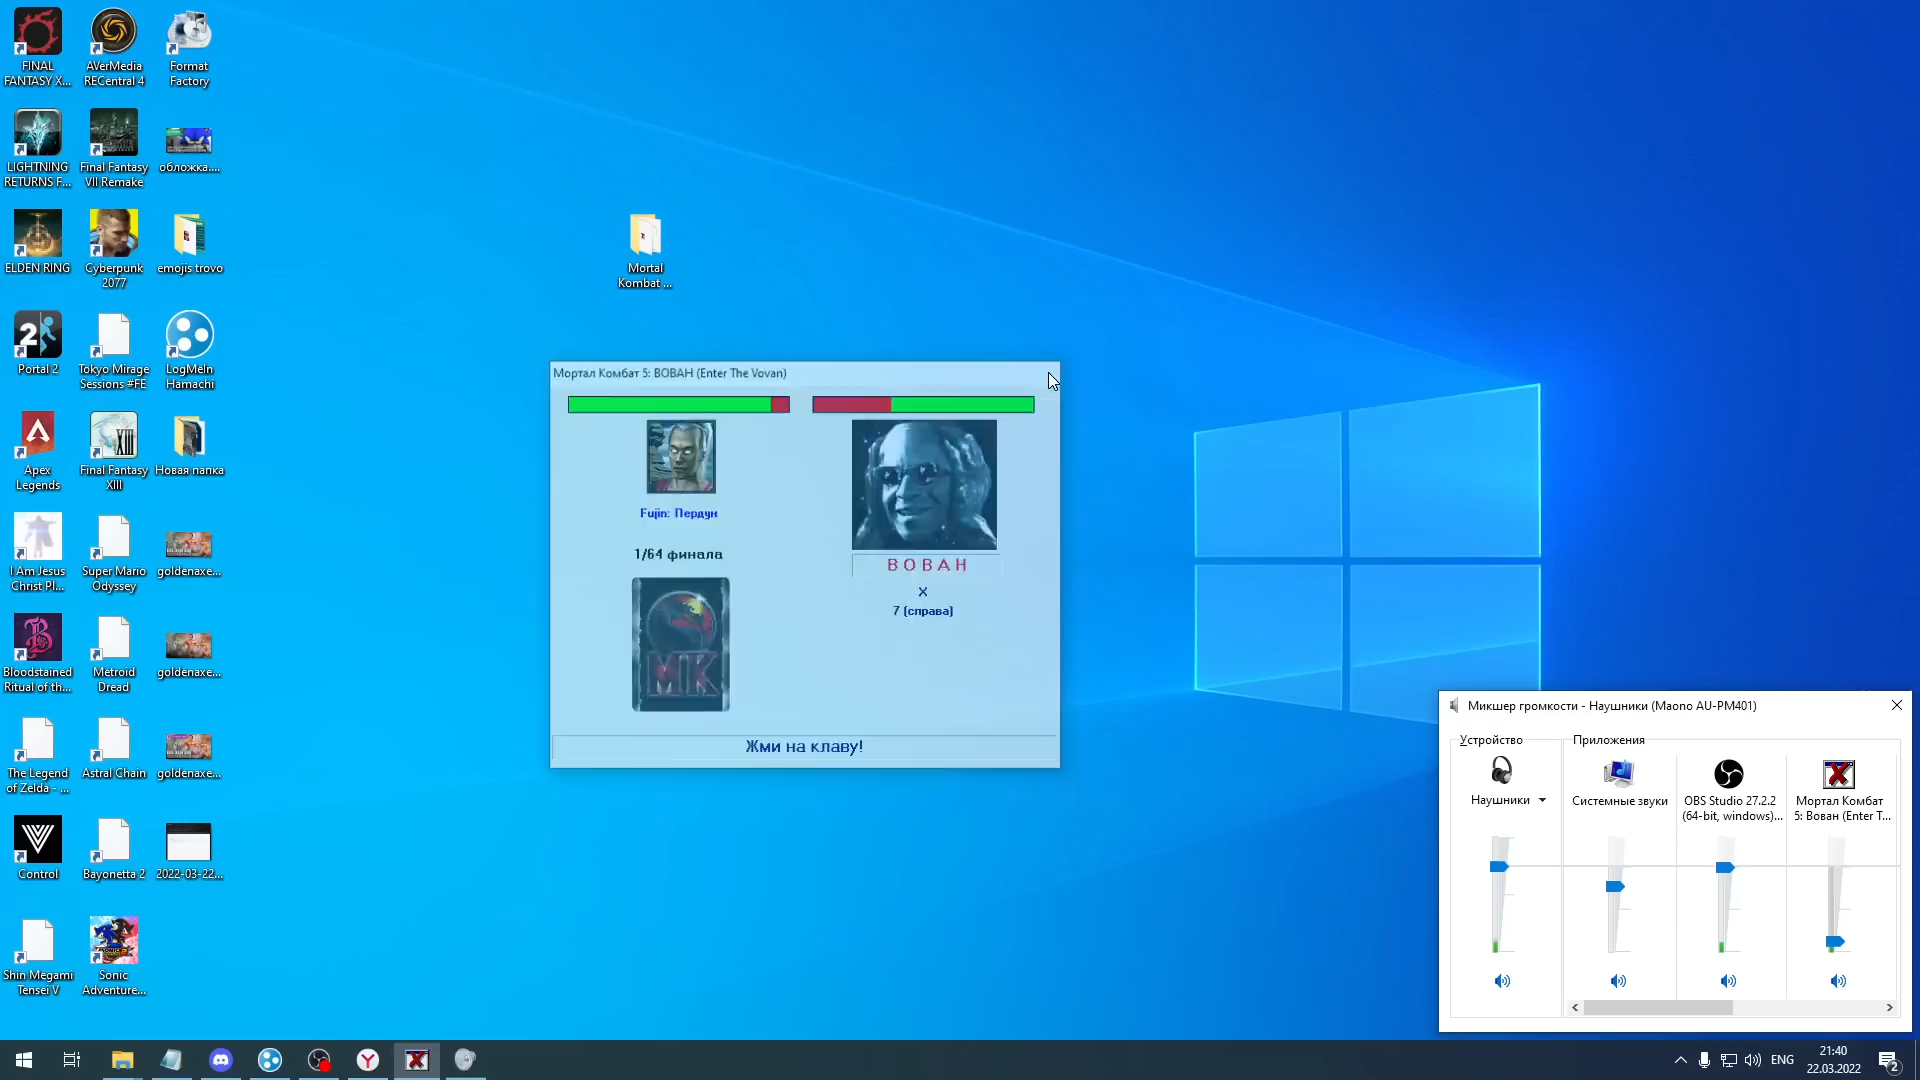 FINAL
FANTASY X...
AVerMedia
RECentral 4
Format
Factory
LIGHTNING
RETURNS F...
Final Fantasy
VII Remake
обложка....
ELDEN RING
Cyberpunk
2077
emojis trovo
Mortal
Kombat ...
2
Portal 2
Tokyo Mirage
Sessions #FE
LogMeIn
Hamachi
Apex
Legends
XIII
Final Fantasy
XIII
Новая папка
I Am Jesus
Christ Pl...
Super Mario
Odyssey
goldenaxe...
Bloodstained
Ritual of th...
Metroid
Dread
goldenaxe...
The Legend
of Zelda - ...
Astral Chain
goldenaxe...
Control
Bayonetta 2
2022-03-22...
Shin Megami
Tensei V
Sonic
Adventure...
Мортал Комбат 5: ВОВАН (Enter The Vovan)
Fujin: Пердун
1/64 финала
MK
ВОВАН
X
7 (справа)
Жми на клаву!
Микшер громкости - Наушники (Maono AU-PM401)
Устройство
Приложения
Наушники
Системные звуки
OBS Studio 27.2.2
(64-bit, windows)...
Мортал Комбат
5: Вован (Enter T...
ENG
21:40
22.03.2022
2